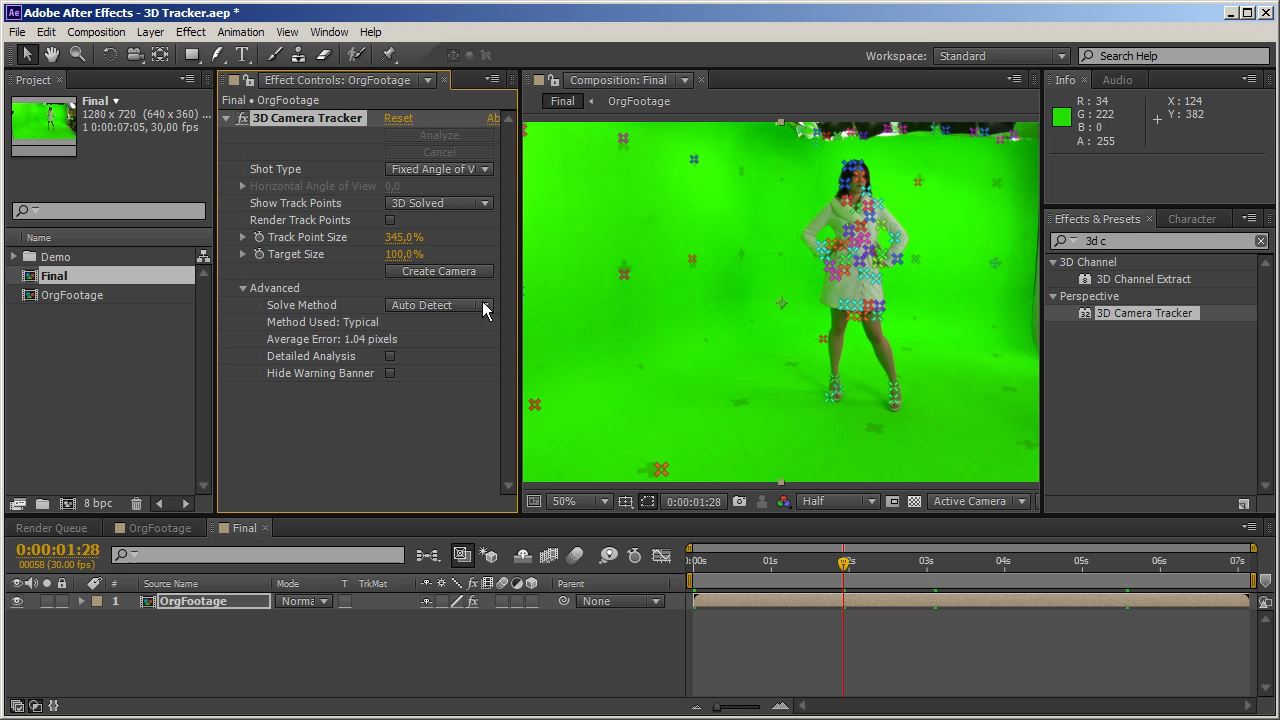 Ae Adobe After Effects - 3D Tracker.aep *
File Edit Composition Layer Effect Animation View Window Help
Workspace: Standard Search Help
Project
Final
1280 x 720 (640 x 360) , ...
Δ 0:00:07:05, 30,00 fps
Name
Demo
Final
OrgFootage
8 bpc
Effect Controls: OrgFootage
Final • OrgFootage
fx 3D Camera Tracker Reset Ab
Analyze
Cancel
Shot Type Fixed Angle of V
Horizontal Angle of View 0,0
Show Track Points 3D Solved
Render Track Points
Track Point Size 345,0%
Target Size 100,0%
Create Camera
Advanced
Solve Method Auto Detect
Method Used: Typical
Average Error: 1.04 pixels
Detailed Analysis
Hide Warning Banner
Composition: Final
Final OrgFootage
50% 0:00:01:28 Half Active Camera
Info Audio
R : 34 X : 124
G : 222 Y : 382
B : 0
A : 255
Effects & Presets Character
3d c
3D Channel
3D Channel Extract
Perspective
3D Camera Tracker
Render Queue OrgFootage Final
0:00:01:28
00058 (30.00 fps)
# Source Name Mode T TrkMat fx Parent
1 OrgFootage Norma fx None
):00s 01s 2s 03s 04s 05s 06s 07s